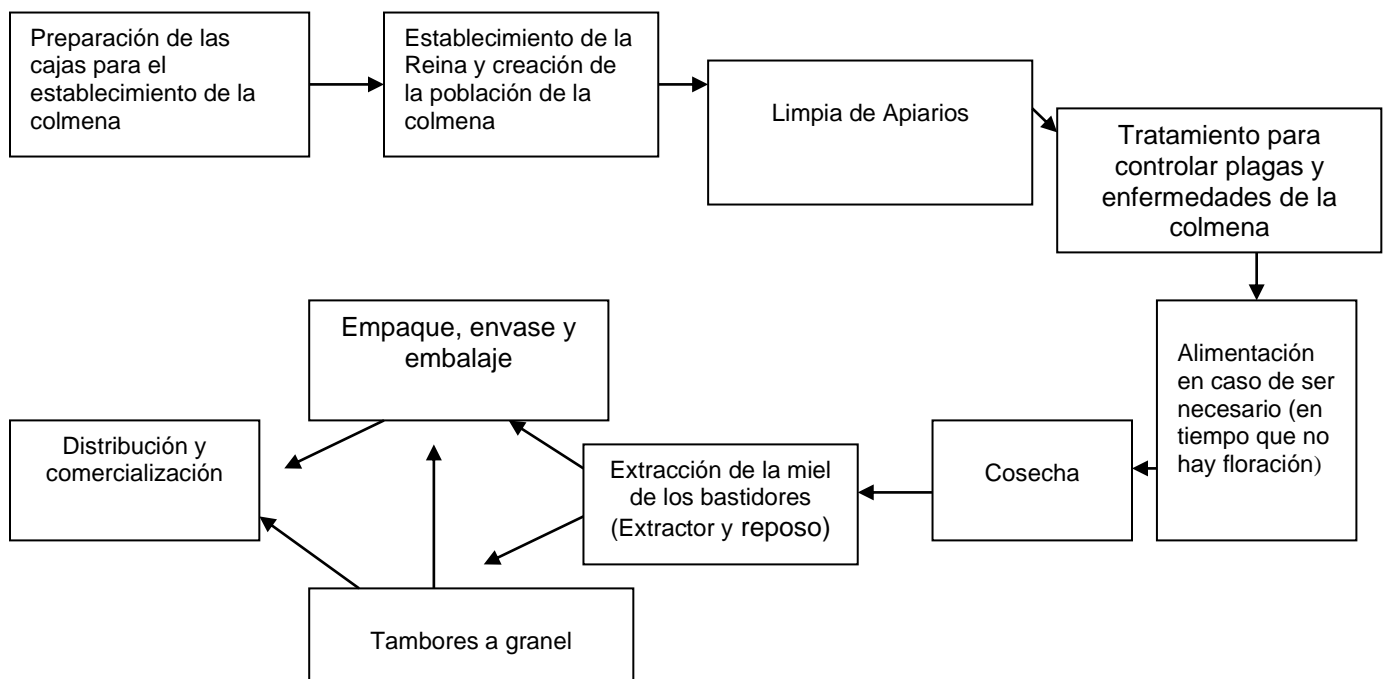 Preparación de las
cajas para el
establecimiento de la
colmena
Establecimiento de la
Reina y creación de
la población de la
colmena
Limpia de Apiarios
Tratamiento para
controlar plagas y
enfermedades de la
colmena
Alimentación
en caso de ser
necesario (en
tiempo que no
hay floración)
Cosecha
Extracción de la miel
de los bastidores
(Extractor y reposo)
Empaque, envase y
embalaje
Tambores a granel
Distribución y
comercialización